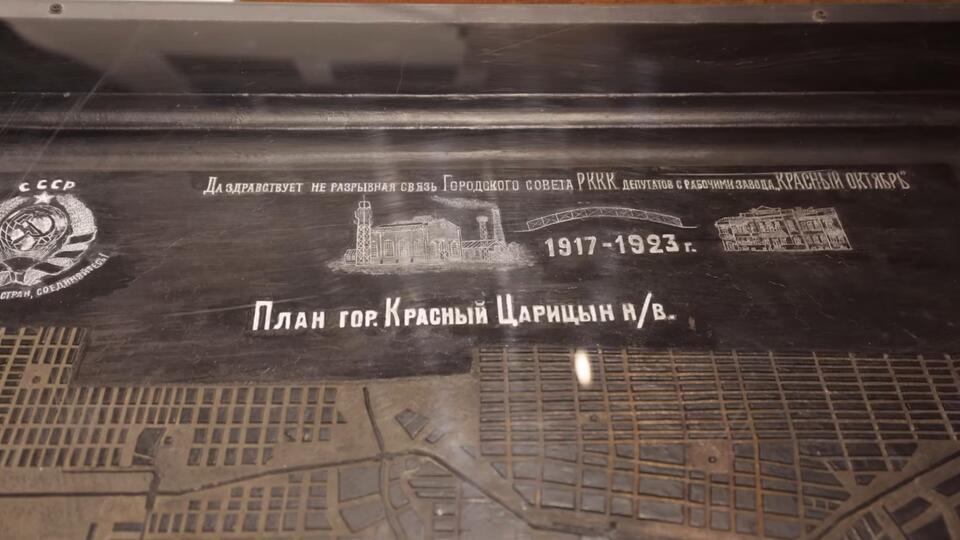 СССР
СТРАН, СОЕДИНЯЙТЕСЬ!
ДА ЗДРАВСТВУЕТ НЕ РАЗРЫВНАЯ СВЯЗЬ ГОРОДСКОГО СОВЕТА РККК ДЕПУТАТОВ С РАБОЧИМИ ЗАВОДА „КРАСНЫЙ ОКТЯБРЬ"
1917-1923 г.
ПЛАН ГОР. КРАСНЫЙ ЦАРИЦЫН Н/В.